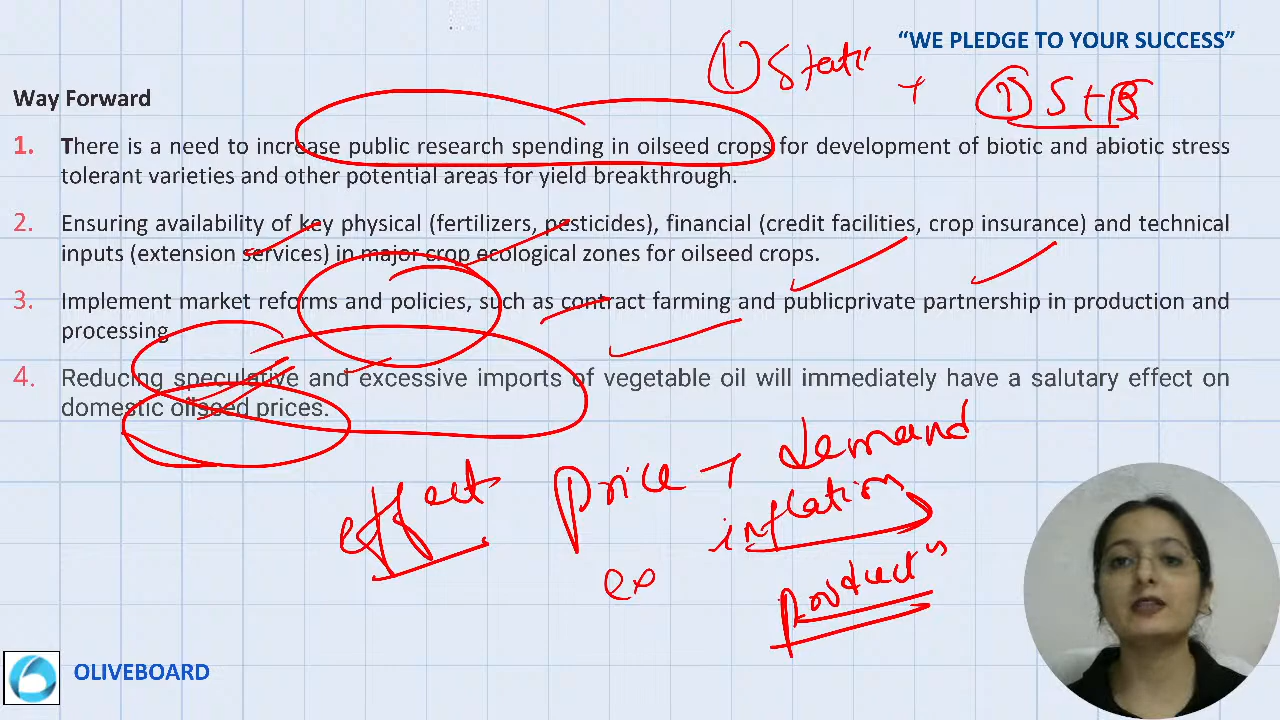 “WE PLEDGE TO YOUR SUCCESS”
① Stati + ① S+B
Way Forward
1. There is a need to increase public research spending in oilseed crops for development of biotic and abiotic stress
tolerant varieties and other potential areas for yield breakthrough.
2. Ensuring availability of key physical (fertilizers, pesticides), financial (credit facilities, crop insurance) and technical
inputs (extension services) in major crop ecological zones for oilseed crops.
3. Implement market reforms and policies, such as contract farming and publicprivate partnership in production and
processing
4. Reducing speculative and excessive imports of vegetable oil will immediately have a salutary effect on
domestic oilseed prices.
effect price + demand
inflation
ex
product"
OLIVEBOARD